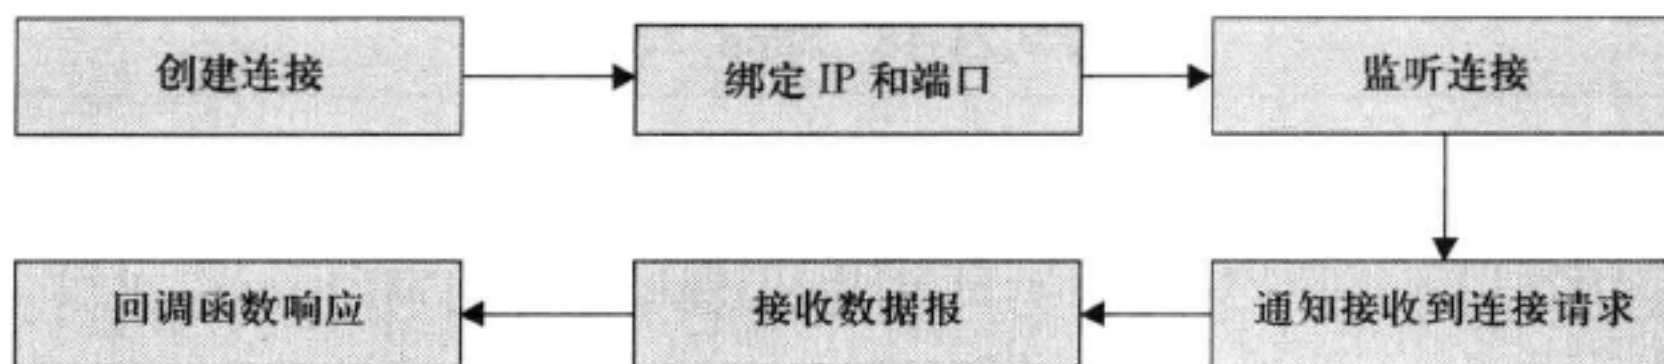 创建连接
绑定 IP 和端口
监听连接
通知接收到连接请求
接收数据报
回调函数响应